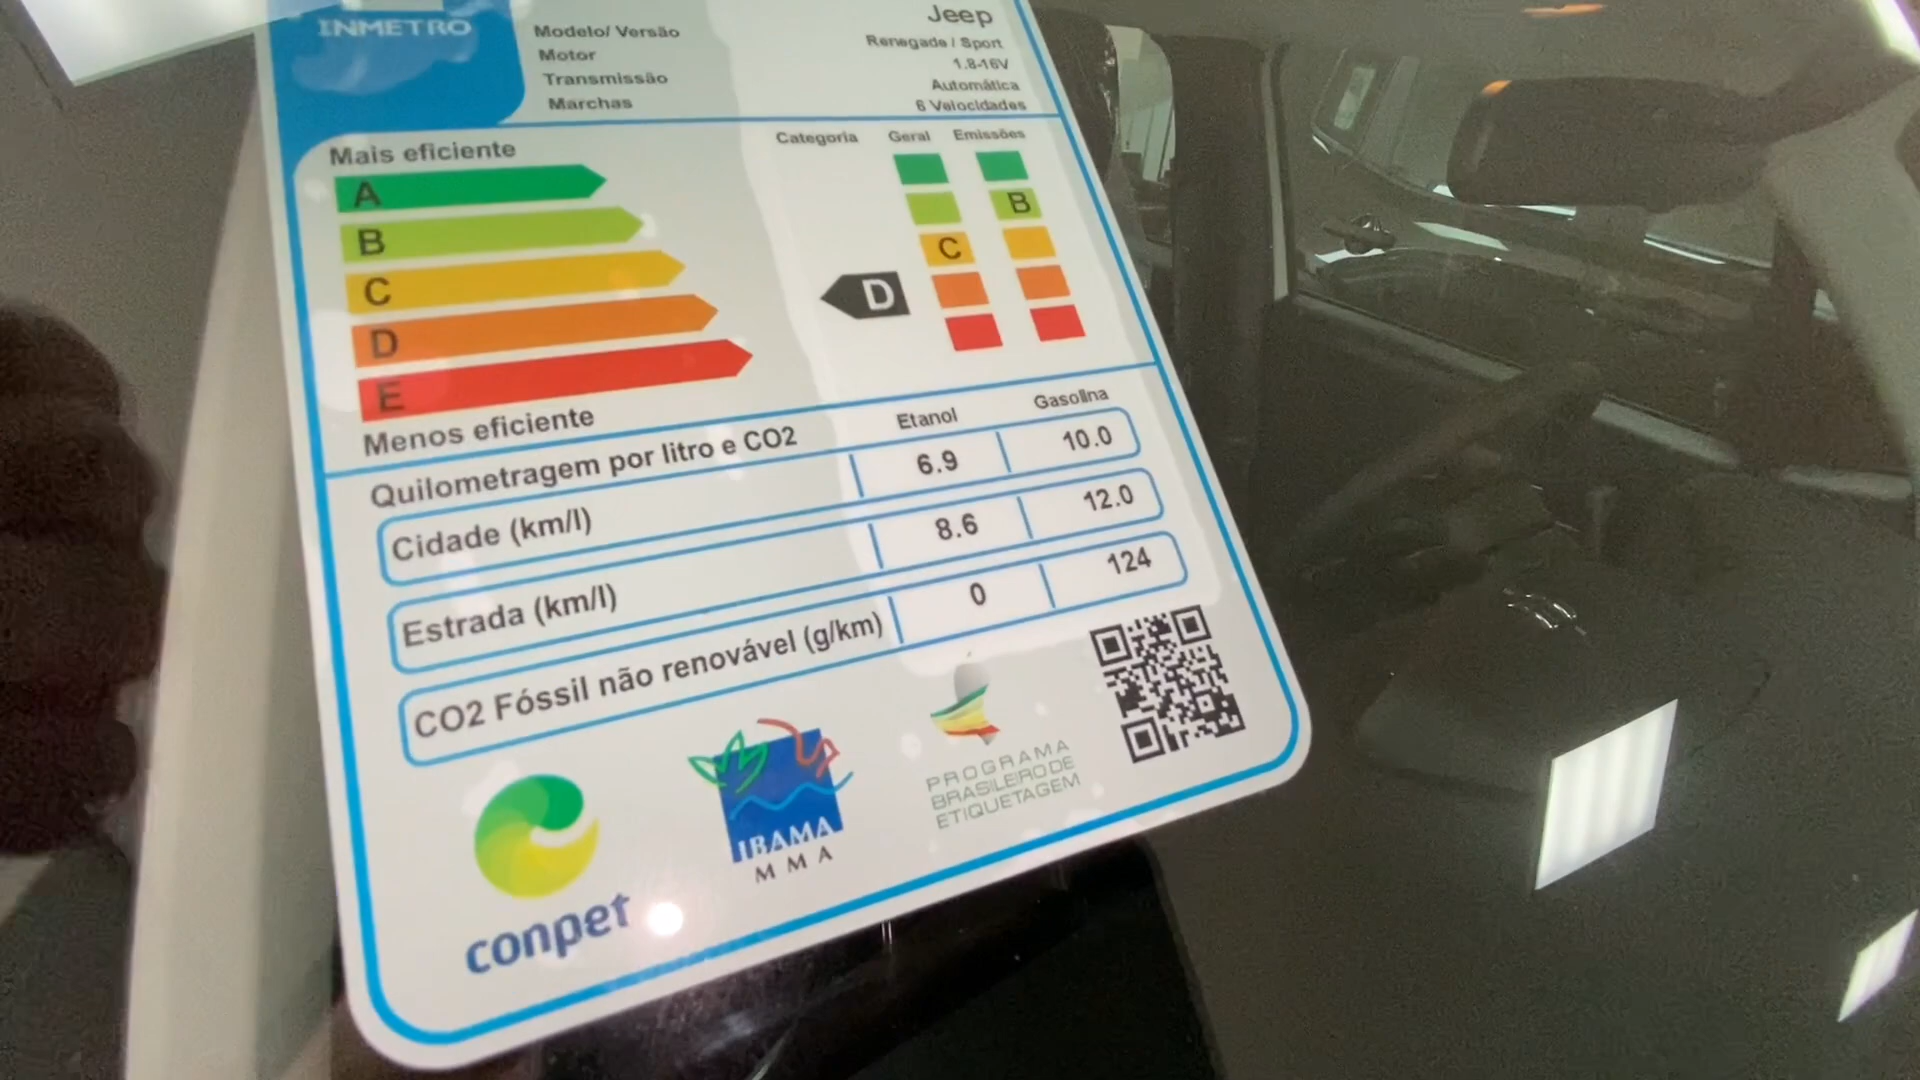 INMETRO
Jeep
Modelo/ Versão Renegade / Sport
Motor 1.8-16V
Transmissão Automática
Marchas 6 Velocidades
Mais eficiente
Categoria Geral Emissões
A
B B
C C
D D
E
Menos eficiente
Quilometragem por litro e CO2 Etanol Gasolina
Cidade (km/l) 6.9 10.0
Estrada (km/l) 8.6 12.0
CO2 Fóssil não renovável (g/km) 0 124
conpet
IBAMA
M M A
PROGRAMA
BRASILEIRO DE
ETIQUETAGEM